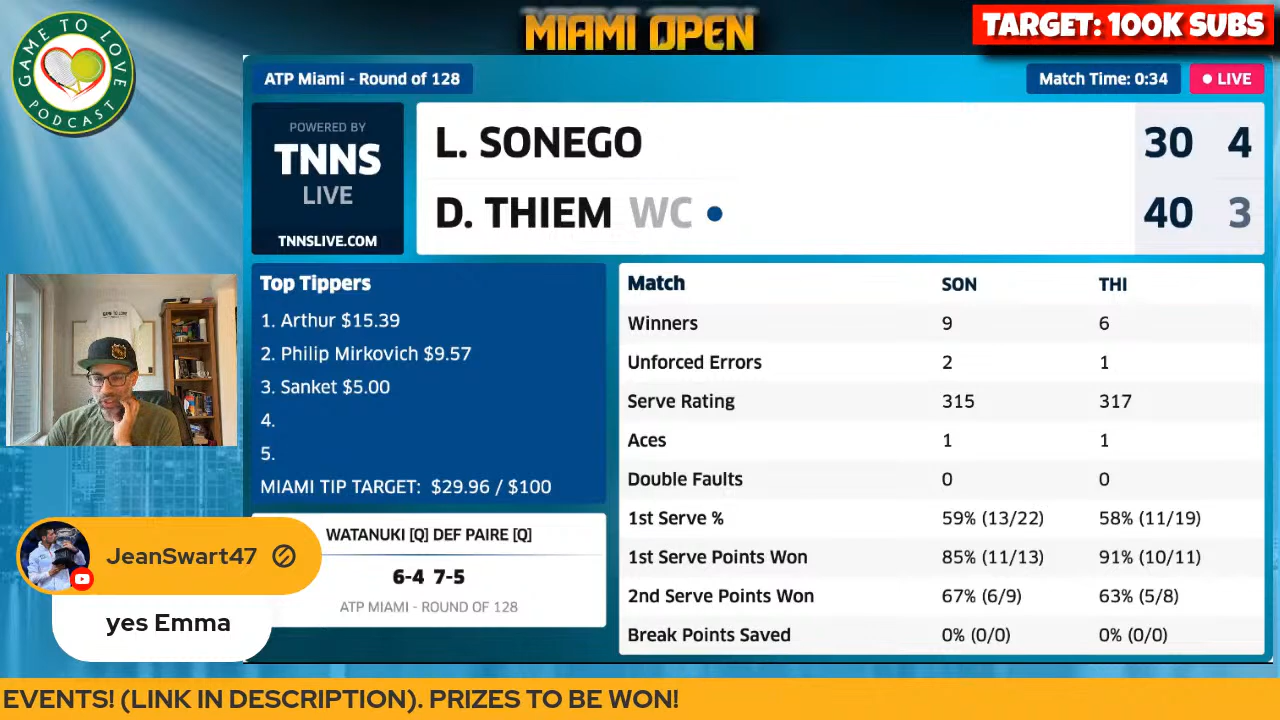 GAME TO LOVE
PODCAST
MIAMI OPEN
TARGET: 100K SUBS
ATP Miami - Round of 128
Match Time: 0:34
LIVE
POWERED BY
TNNS
LIVE
TNNSLIVE.COM
L. SONEGO 30 4
D. THIEM WC 40 3
Top Tippers
1. Arthur $15.39
2. Philip Mirkovich $9.57
3. Sanket $5.00
4.
5.
MIAMI TIP TARGET: $29.96 / $100
WATANUKI [Q] DEF PAIRE [Q]
6-4 7-5
ATP MIAMI - ROUND OF 128
Match SON THI
Winners 9 6
Unforced Errors 2 1
Serve Rating 315 317
Aces 1 1
Double Faults 0 0
1st Serve % 59% (13/22) 58% (11/19)
1st Serve Points Won 85% (11/13) 91% (10/11)
2nd Serve Points Won 67% (6/9) 63% (5/8)
Break Points Saved 0% (0/0) 0% (0/0)
JeanSwart47
yes Emma
EVENTS! (LINK IN DESCRIPTION). PRIZES TO BE WON!